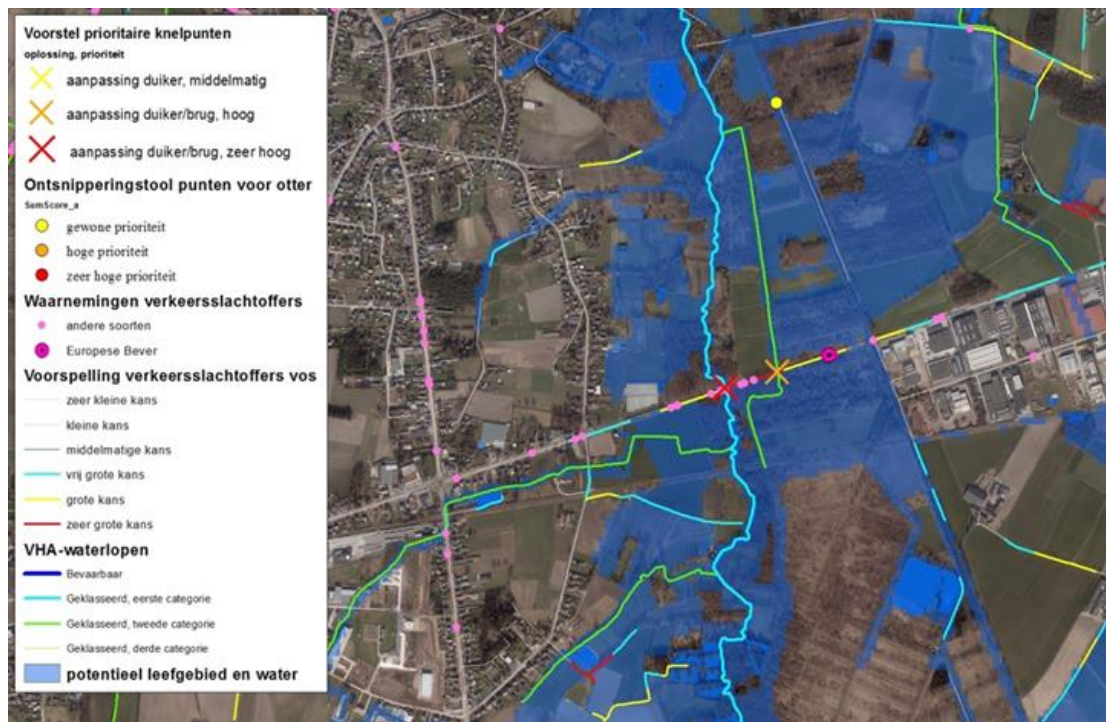 Voorstel prioritaire knelpunten
oplossing, prioriteit
aanpassing duiker, middelmatig
aanpassing duiker/brug, hoog
aanpassing duiker/brug, zeer hoog
Ontsnipperingstool punten voor otter
SumScore_a
gewone prioriteit
hoge prioriteit
zeer hoge prioriteit
Waarnemingen verkeersslachtoffers
andere soorten
Europese Bever
Voorspelling verkeersslachtoffers vos
zeer kleine kans
kleine kans
middelmatige kans
vrij grote kans
grote kans
zeer grote kans
VHA-waterlopen
Bevaarbaar
Geklasseerd, eerste categorie
Geklasseerd, tweede categorie
Geklasseerd, derde categorie
potentieel leefgebied en water